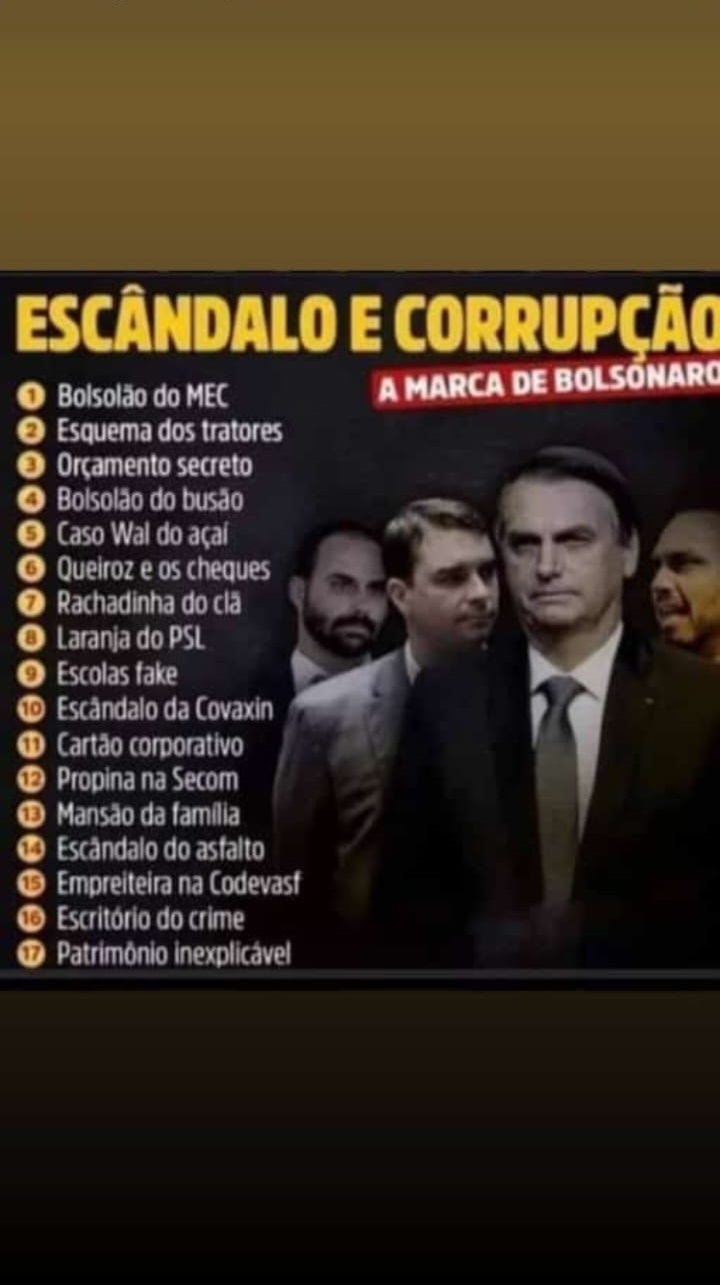 ESCÂNDALO E CORRUPÇÃO
A MARCA DE BOLSONARO
1 Bolsolão do MEC
2 Esquema dos tratores
3 Orçamento secreto
4 Bolsolão do busão
5 Caso Wal do açaí
6 Queiroz e os cheques
7 Rachadinha do clã
8 Laranja do PSL
9 Escolas fake
10 Escândalo da Covaxin
11 Cartão corporativo
12 Propina na Secom
13 Mansão da família
14 Escândalo do asfalto
15 Empreiteira na Codevasf
16 Escritório do crime
17 Patrimônio inexplicável